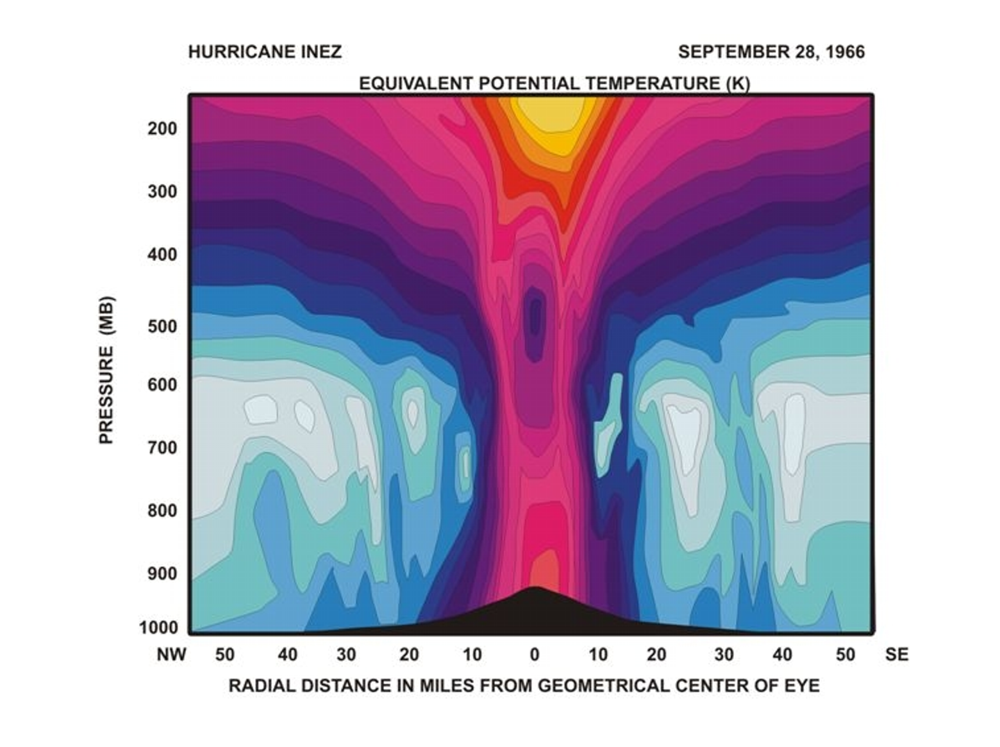 HURRICANE INEZ
SEPTEMBER 28, 1966
EQUIVALENT POTENTIAL TEMPERATURE (K)
200
300
400
500
600
700
800
900
1000
PRESSURE (MB)
NW 50 40 30 20 10 0 10 20 30 40 50 SE
RADIAL DISTANCE IN MILES FROM GEOMETRICAL CENTER OF EYE